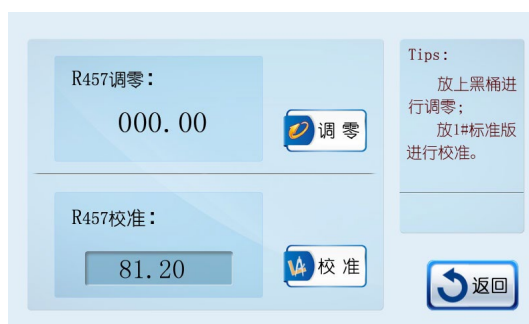 R457调零：
000.00
调零
R457校准：
81.20
校准
Tips：
放上黑桶进
行调零；
放1#标准版
进行校准。
返回